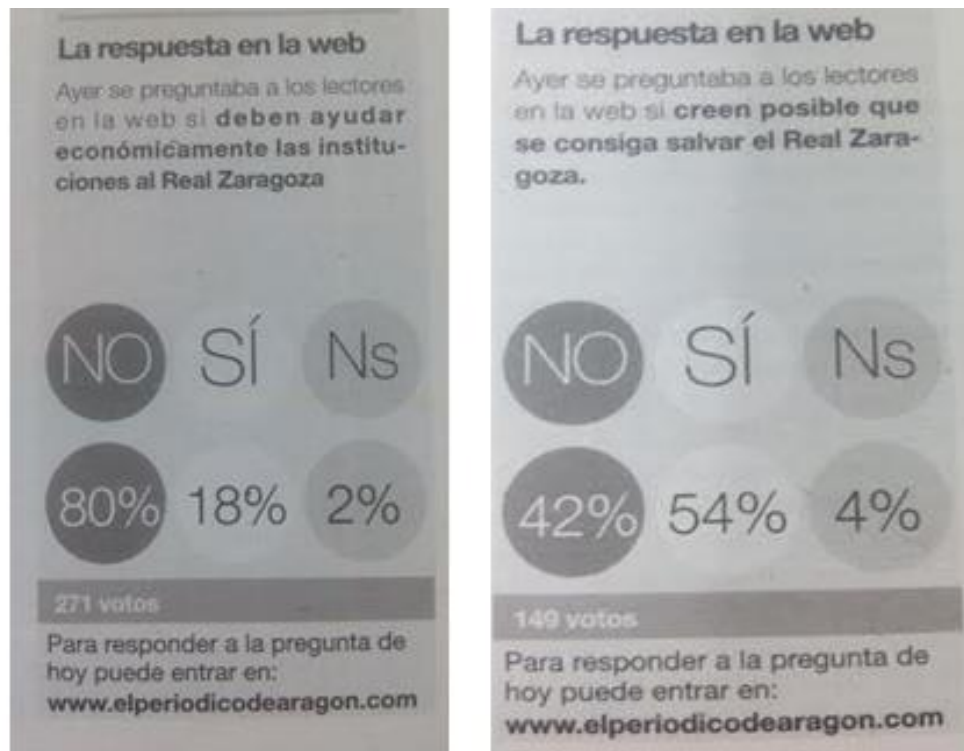 La respuesta en la web
Ayer se preguntaba a los lectores
en la web si deben ayudar
económicamente las institu-
ciones al Real Zaragoza
NO SÍ Ns
80% 18% 2%
271 votos
Para responder a la pregunta de
hoy puede entrar en:
www.elperiodicodearagon.com
La respuesta en la web
Ayer se preguntaba a los lectores
en la web si creen posible que
se consiga salvar el Real Zara-
goza.
NO SÍ Ns
42% 54% 4%
149 votos
Para responder a la pregunta de
hoy puede entrar en:
www.elperiodicodearagon.com